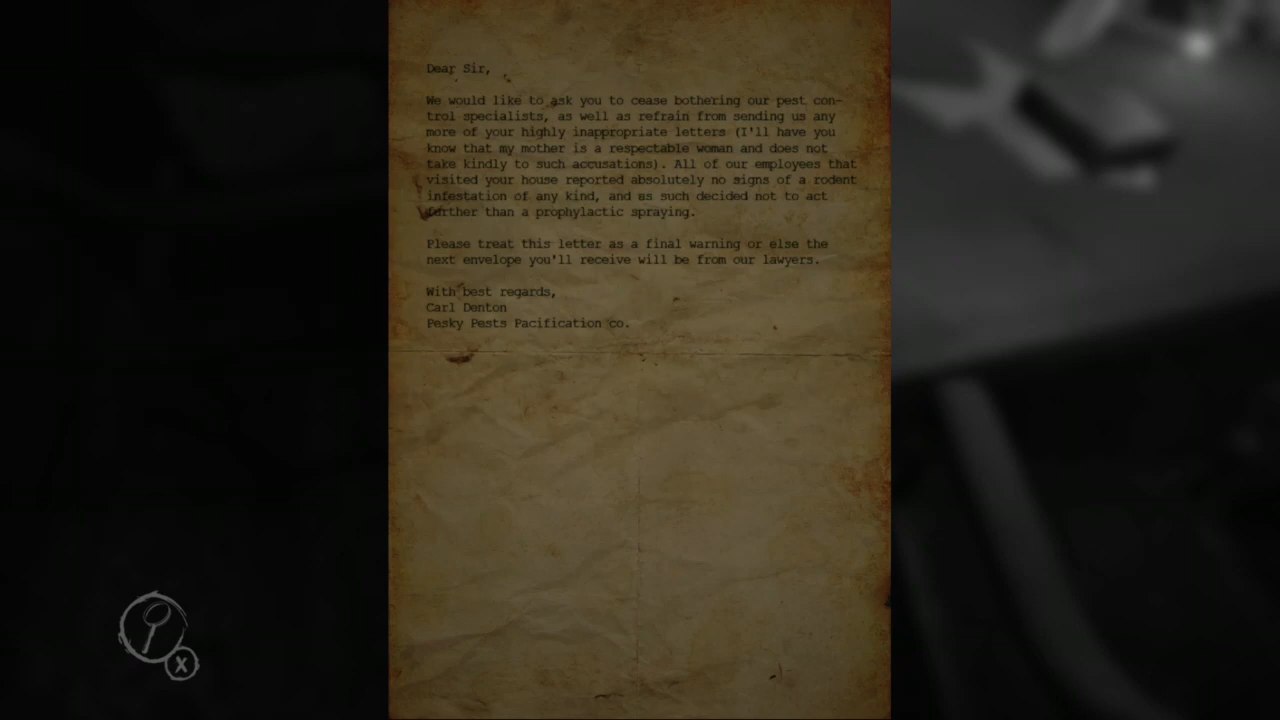 Dear Sir,
We would like to ask you to cease bothering our pest con-
trol specialists, as well as refrain from sending us any
more of your highly inappropriate letters (I'll have you
know that my mother is a respectable woman and does not
take kindly to such accusations). All of our employees that
visited your house reported absolutely no signs of a rodent
infestation of any kind, and as such decided not to act
further than a prophylactic spraying.
Please treat this letter as a final warning or else the
next envelope you'll receive will be from our lawyers.
With best regards,
Carl Denton
Pesky Pests Pacification co.
X